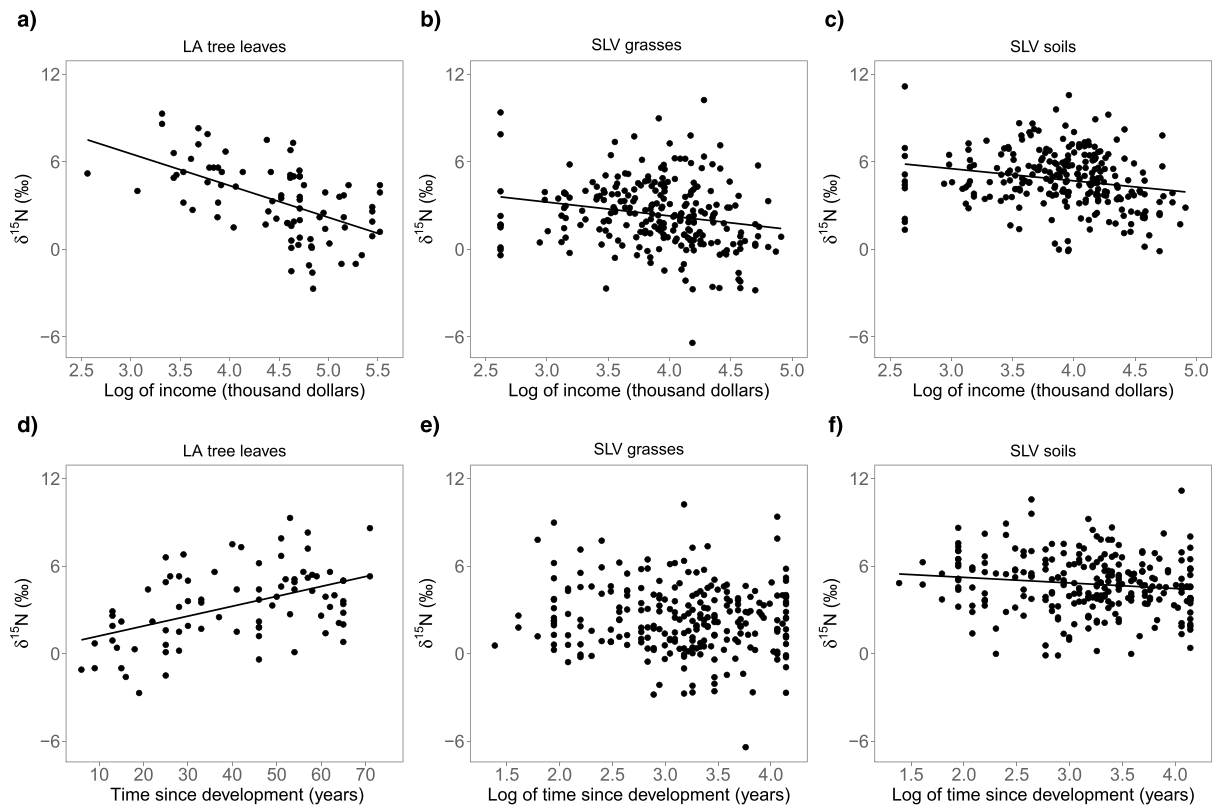 a)
LA tree leaves
12
6
0
−6
δ15N (‰)
2.5 3.0 3.5 4.0 4.5 5.0 5.5
Log of income (thousand dollars)
b)
SLV grasses
12
6
0
−6
δ15N (‰)
2.5 3.0 3.5 4.0 4.5 5.0
Log of income (thousand dollars)
c)
SLV soils
12
6
0
−6
δ15N (‰)
2.5 3.0 3.5 4.0 4.5 5.0
Log of income (thousand dollars)
d)
LA tree leaves
12
6
0
−6
δ15N (‰)
10 20 30 40 50 60 70
Time since development (years)
e)
SLV grasses
12
6
0
−6
δ15N (‰)
1.5 2.0 2.5 3.0 3.5 4.0
Log of time since development (years)
f)
SLV soils
12
6
0
−6
δ15N (‰)
1.5 2.0 2.5 3.0 3.5 4.0
Log of time since development (years)